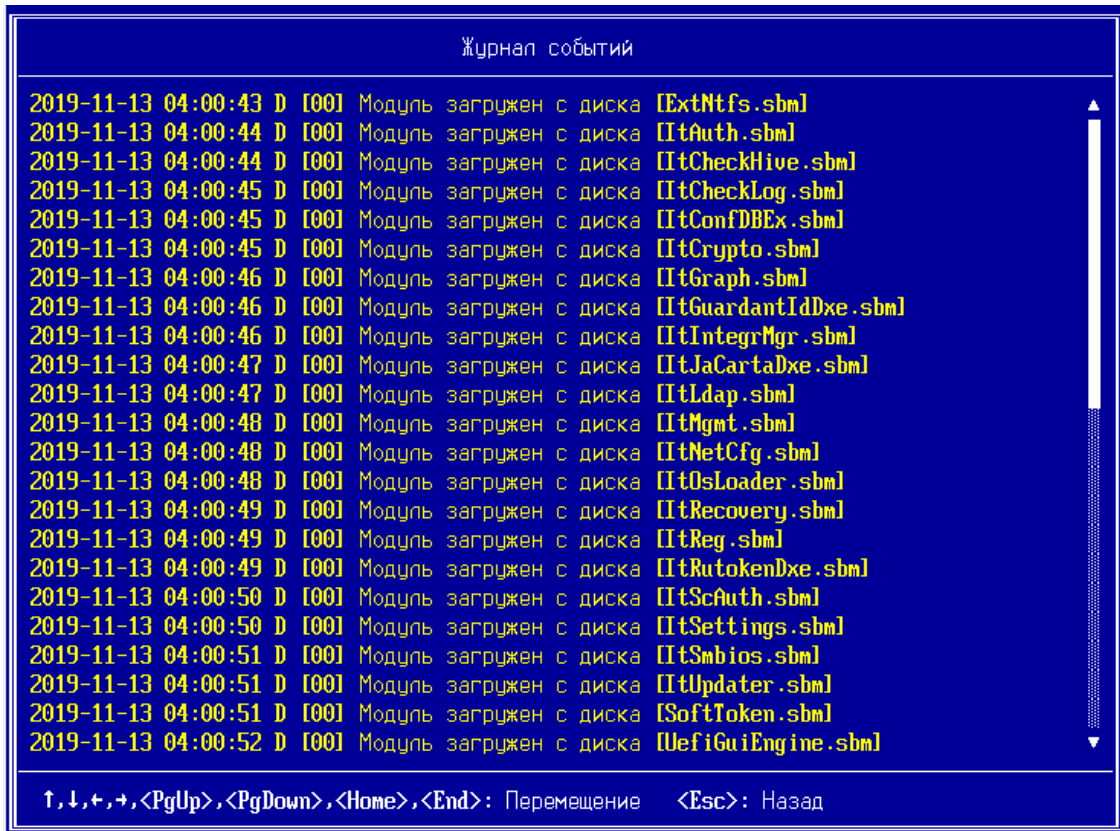 Журнал событий
2019-11-13 04:00:43 D [00] Модуль загружен с диска [ExtNtfs.sbm]
2019-11-13 04:00:44 D [00] Модуль загружен с диска [ItAuth.sbm]
2019-11-13 04:00:44 D [00] Модуль загружен с диска [ItCheckHive.sbm]
2019-11-13 04:00:45 D [00] Модуль загружен с диска [ItCheckLog.sbm]
2019-11-13 04:00:45 D [00] Модуль загружен с диска [ItConfDBEx.sbm]
2019-11-13 04:00:45 D [00] Модуль загружен с диска [ItCrypto.sbm]
2019-11-13 04:00:46 D [00] Модуль загружен с диска [ItGraph.sbm]
2019-11-13 04:00:46 D [00] Модуль загружен с диска [ItGuardantIdDxe.sbm]
2019-11-13 04:00:46 D [00] Модуль загружен с диска [ItIntegrMgr.sbm]
2019-11-13 04:00:47 D [00] Модуль загружен с диска [ItJaCartaDxe.sbm]
2019-11-13 04:00:47 D [00] Модуль загружен с диска [ItLdap.sbm]
2019-11-13 04:00:48 D [00] Модуль загружен с диска [ItMgmt.sbm]
2019-11-13 04:00:48 D [00] Модуль загружен с диска [ItNetCfg.sbm]
2019-11-13 04:00:48 D [00] Модуль загружен с диска [ItOsLoader.sbm]
2019-11-13 04:00:49 D [00] Модуль загружен с диска [ItRecovery.sbm]
2019-11-13 04:00:49 D [00] Модуль загружен с диска [ItReg.sbm]
2019-11-13 04:00:49 D [00] Модуль загружен с диска [ItRutokenDxe.sbm]
2019-11-13 04:00:50 D [00] Модуль загружен с диска [ItScAuth.sbm]
2019-11-13 04:00:50 D [00] Модуль загружен с диска [ItSettings.sbm]
2019-11-13 04:00:51 D [00] Модуль загружен с диска [ItSmbios.sbm]
2019-11-13 04:00:51 D [00] Модуль загружен с диска [ItUpdater.sbm]
2019-11-13 04:00:51 D [00] Модуль загружен с диска [SoftToken.sbm]
2019-11-13 04:00:52 D [00] Модуль загружен с диска [UefiGuiEngine.sbm]
↑,↓,←,→,<PgUp>,<PgDown>,<Home>,<End>: Перемещение <Esc>: Назад